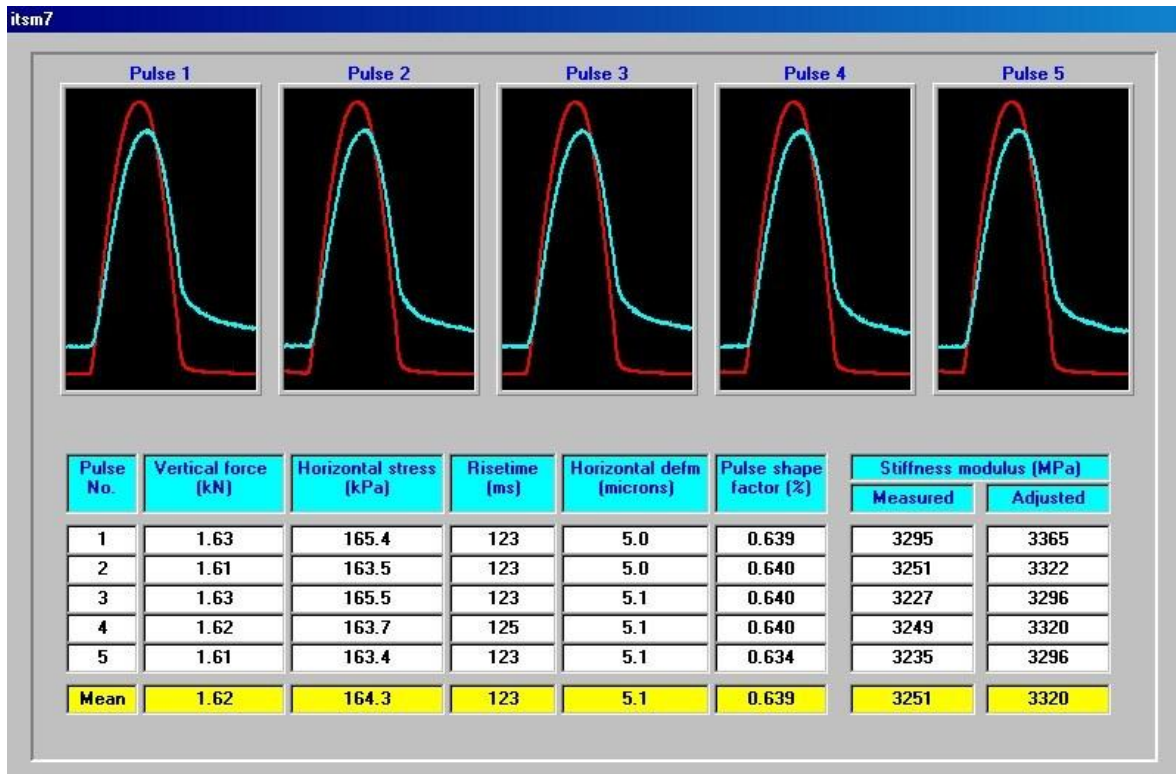 itsm7
Pulse 1 Pulse 2 Pulse 3 Pulse 4 Pulse 5
Pulse No. Vertical force (kN) Horizontal stress (kPa) Risetime (ms) Horizontal defm (microns) Pulse shape factor (%) Stiffness modulus (MPa)
Measured Adjusted
1 1.63 165.4 123 5.0 0.639 3295 3365
2 1.61 163.5 123 5.0 0.640 3251 3322
3 1.63 165.5 123 5.1 0.640 3227 3296
4 1.62 163.7 125 5.1 0.640 3249 3320
5 1.61 163.4 123 5.1 0.634 3235 3296
Mean 1.62 164.3 123 5.1 0.639 3251 3320